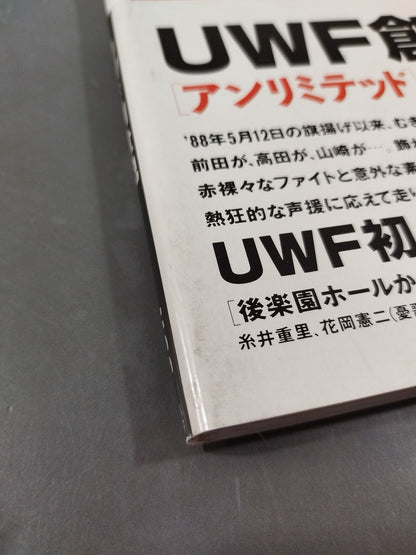 UWF創
[アンリミテッド
'88年5月12日の旗揚げ以来、むき
前田が、高田が、山崎が…。
赤裸々なファイトと意外な素
熱狂的な声援に応えて走
UWF初
[後楽園ホールか
糸井重里、花岡憲二(憂